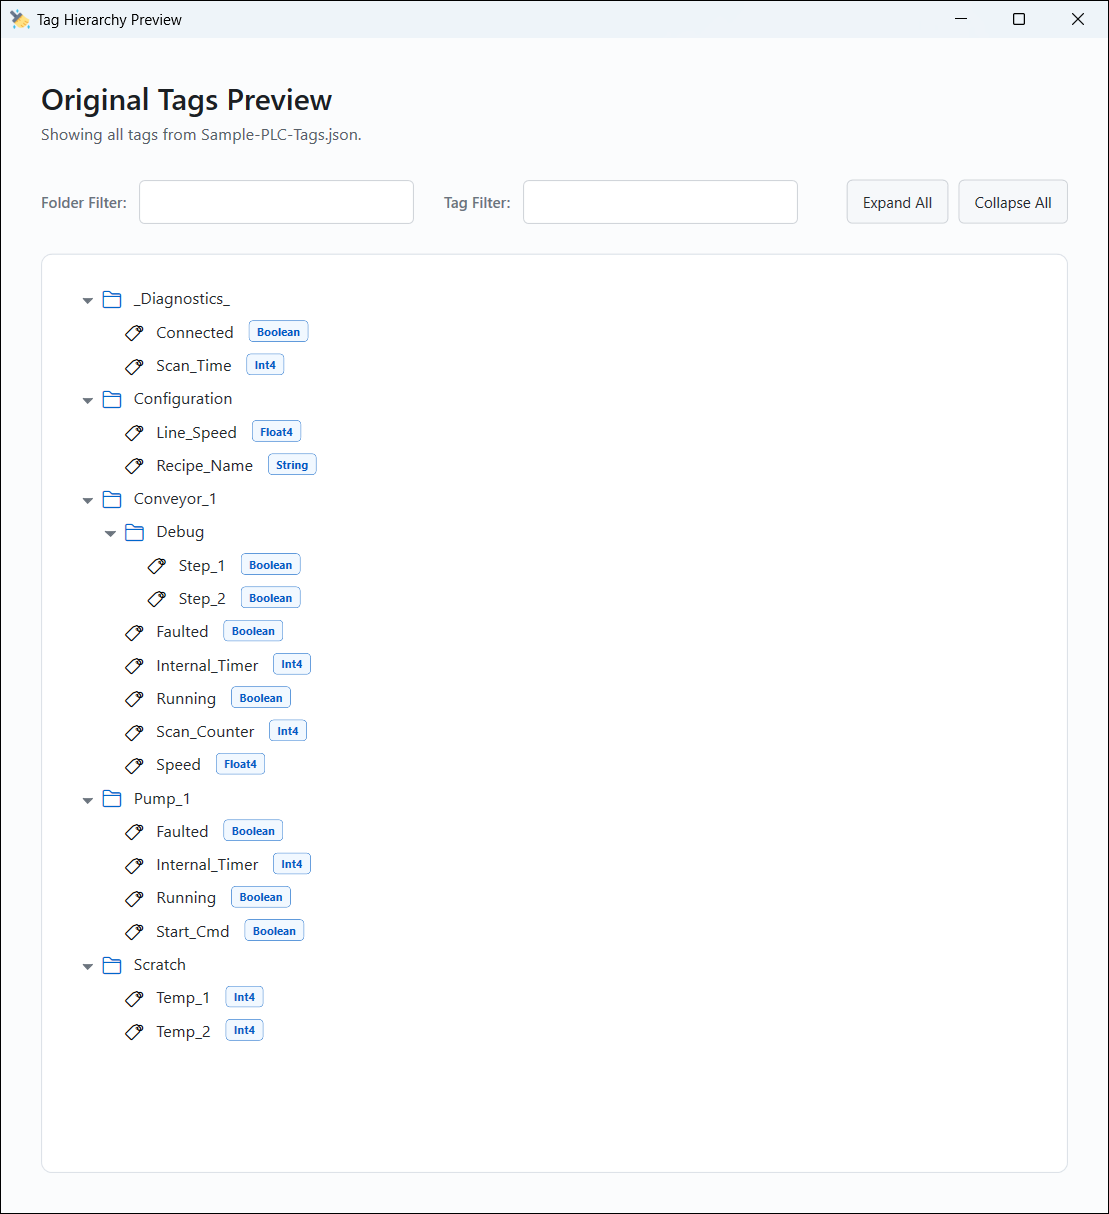 Tag Hierarchy Preview
Original Tags Preview
Showing all tags from Sample-PLC-Tags.json.
Folder Filter: Tag Filter: Expand All Collapse All
_Diagnostics_
Connected Boolean
Scan_Time Int4
Configuration
Line_Speed Float4
Recipe_Name String
Conveyor_1
Debug
Step_1 Boolean
Step_2 Boolean
Faulted Boolean
Internal_Timer Int4
Running Boolean
Scan_Counter Int4
Speed Float4
Pump_1
Faulted Boolean
Internal_Timer Int4
Running Boolean
Start_Cmd Boolean
Scratch
Temp_1 Int4
Temp_2 Int4